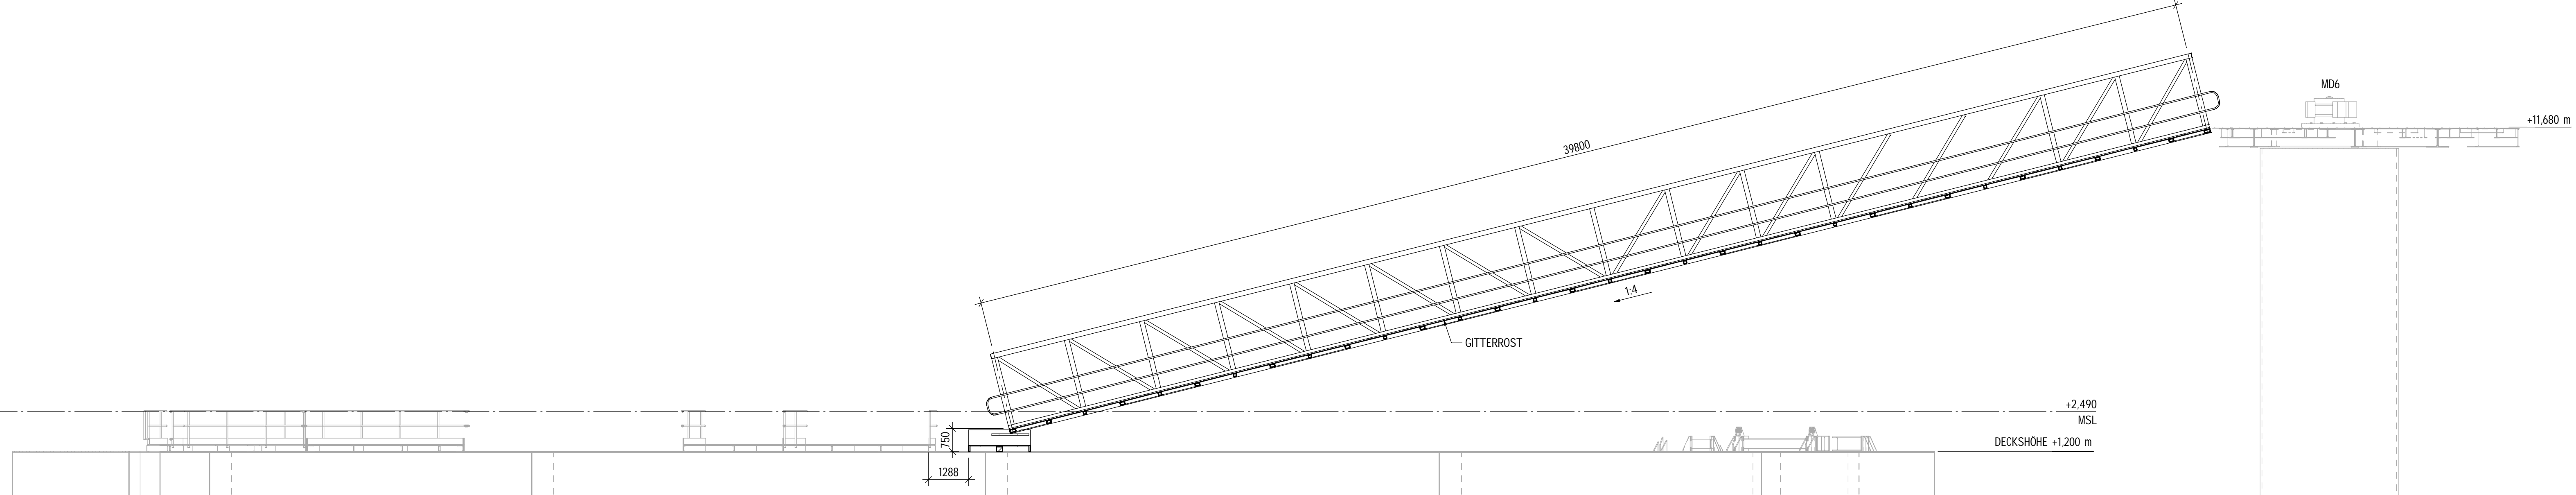 MD6
+11,680 m
39800
1:4
GITTERROST
+2,490
MSL
750
DECKSHÖHE +1,200 m
1288